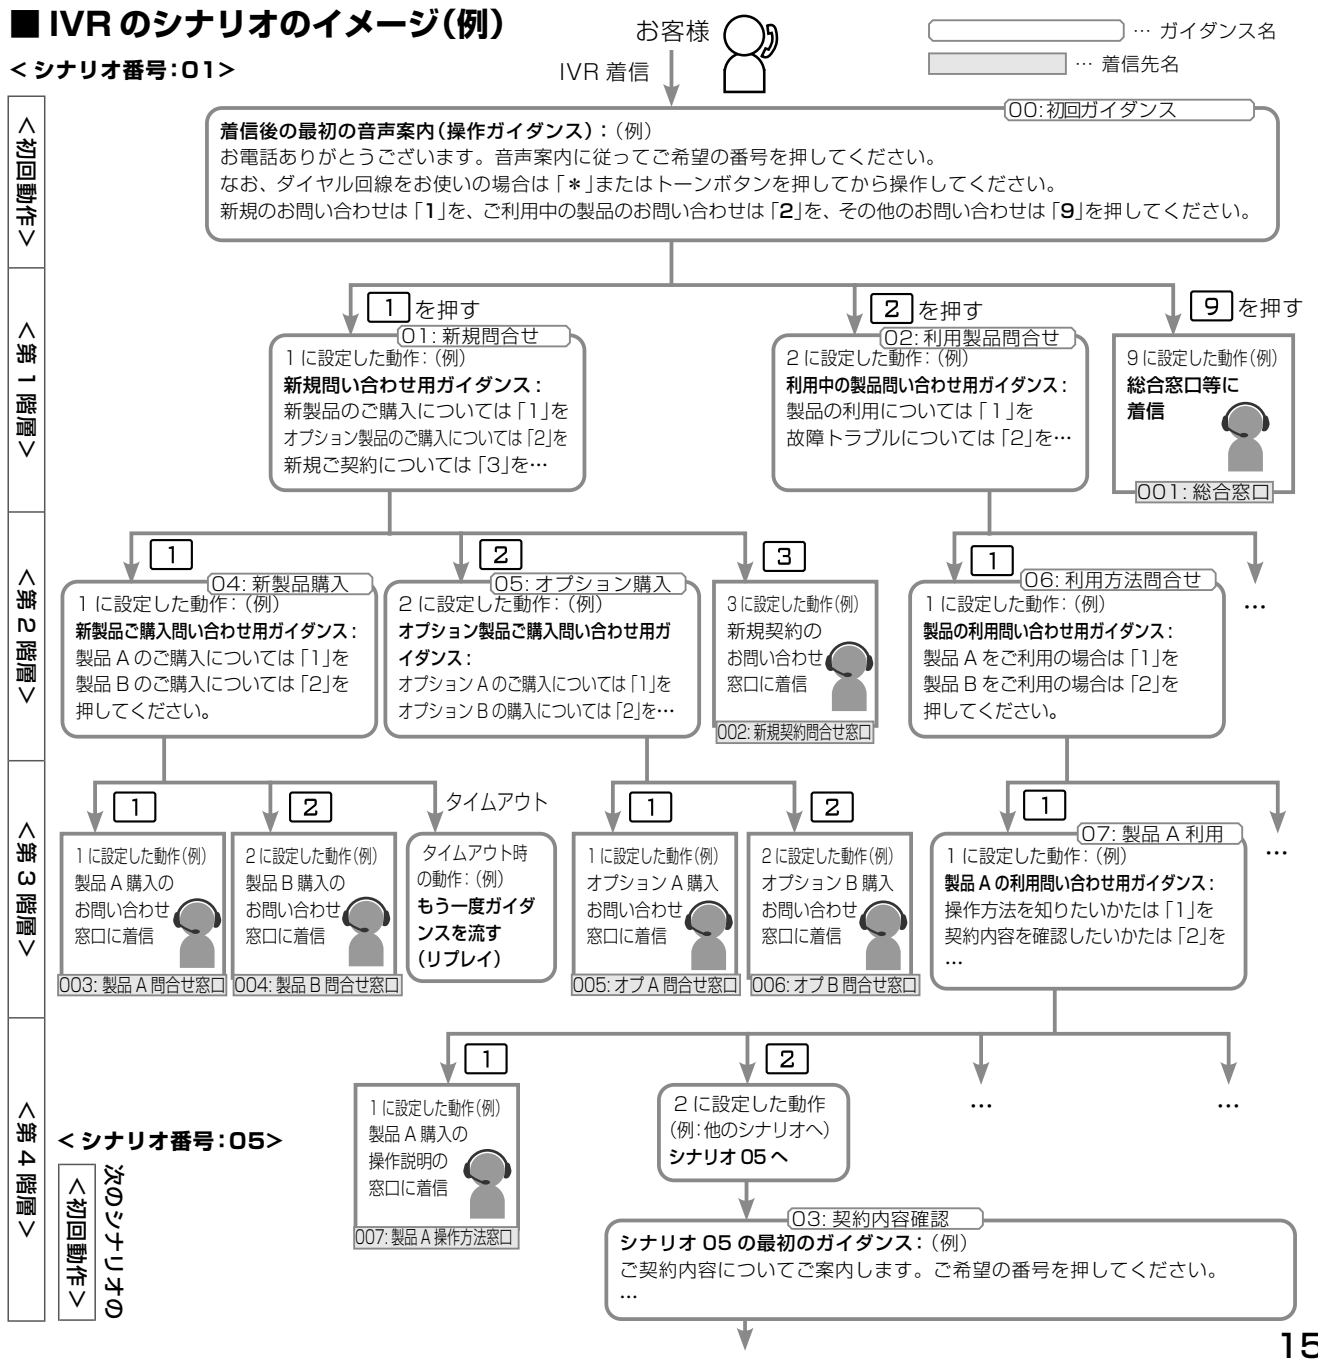 ■ IVR のシナリオのイメージ(例)
お客様
… ガイダンス名
<シナリオ番号:01>
IVR 着信
… 着信先名
<初回動作>
00:初回ガイダンス
着信後の最初の音声案内(操作ガイダンス):(例)
お電話ありがとうございます。音声案内に従ってご希望の番号を押してください。
なお、ダイヤル回線をお使いの場合は「＊」またはトーンボタンを押してから操作してください。
新規のお問い合わせは「1」を、ご利用中の製品のお問い合わせは「2」を、その他のお問い合わせは「9」を押してください。
<第1階層>
1 を押す
01:新規問合せ
1 に設定した動作:(例)
新規問い合わせ用ガイダンス:
新製品のご購入については「1」を
オプション製品のご購入については「2」を
新規ご契約については「3」を…
2 を押す
02:利用製品問合せ
2 に設定した動作:(例)
利用中の製品問い合わせ用ガイダンス:
製品の利用については「1」を
故障トラブルについては「2」を…
9 を押す
9 に設定した動作(例)
総合窓口等に
着信
001:総合窓口
<第2階層>
1
04:新製品購入
1 に設定した動作:(例)
新製品ご購入問い合わせ用ガイダンス:
製品 A のご購入については「1」を
製品 B のご購入については「2」を
押してください。
2
05:オプション購入
2 に設定した動作:(例)
オプション製品ご購入問い合わせ用ガ
イダンス:
オプション A のご購入については「1」を
オプション B の購入については「2」を…
3
3 に設定した動作(例)
新規契約の
お問い合わせ
窓口に着信
002:新規契約問合せ窓口
1
06:利用方法問合せ
1 に設定した動作:(例)
製品の利用問い合わせ用ガイダンス:
製品 A をご利用の場合は「1」を
製品 B をご利用の場合は「2」を
押してください。
…
<第3階層>
1
1 に設定した動作(例)
製品 A 購入の
お問い合わせ
窓口に着信
003:製品 A 問合せ窓口
2
2 に設定した動作(例)
製品 B 購入の
お問い合わせ
窓口に着信
004:製品 B 問合せ窓口
タイムアウト
タイムアウト時
の動作:(例)
もう一度ガイダ
ンスを流す
(リプレイ)
1
1 に設定した動作(例)
オプション A 購入
お問い合わせ
窓口に着信
005:オプ A 問合せ窓口
2
2 に設定した動作(例)
オプション B 購入
お問い合わせ
窓口に着信
006:オプ B 問合せ窓口
1
07:製品 A 利用
1 に設定した動作:(例)
製品 A の利用問い合わせ用ガイダンス:
操作方法を知りたいかたは「1」を
契約内容を確認したいかたは「2」を
…
…
<第4階層>
1
1 に設定した動作(例)
製品 A 購入の
操作説明の
窓口に着信
007:製品 A 操作方法窓口
2
2 に設定した動作
(例:他のシナリオへ)
シナリオ 05 へ
…
…
<シナリオ番号:05>
次のシナリオの
<初回動作>
03:契約内容確認
シナリオ 05 の最初のガイダンス:(例)
ご契約内容についてご案内します。ご希望の番号を押してください。
…
15